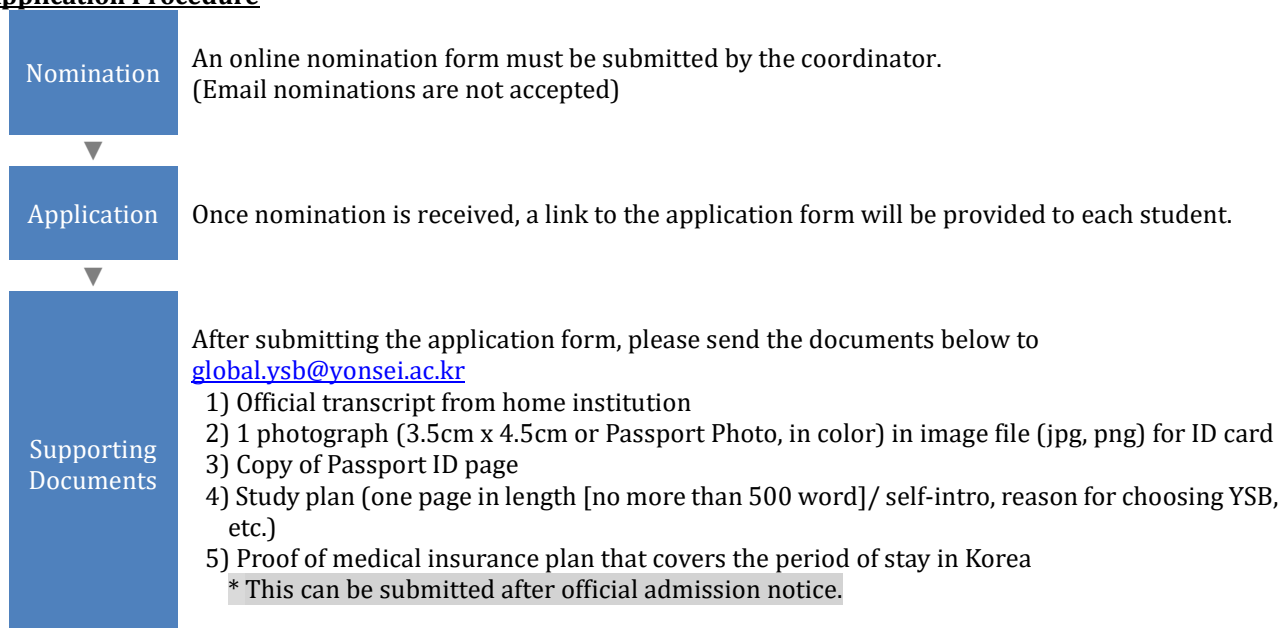 Application Procedure
Nomination
An online nomination form must be submitted by the coordinator.
(Email nominations are not accepted)
Application
Once nomination is received, a link to the application form will be provided to each student.
Supporting
Documents
After submitting the application form, please send the documents below to
global.ysb@yonsei.ac.kr
1) Official transcript from home institution
2) 1 photograph (3.5cm x 4.5cm or Passport Photo, in color) in image file (jpg, png) for ID card
3) Copy of Passport ID page
4) Study plan (one page in length [no more than 500 word]/ self-intro, reason for choosing YSB,
etc.)
5) Proof of medical insurance plan that covers the period of stay in Korea
* This can be submitted after official admission notice.